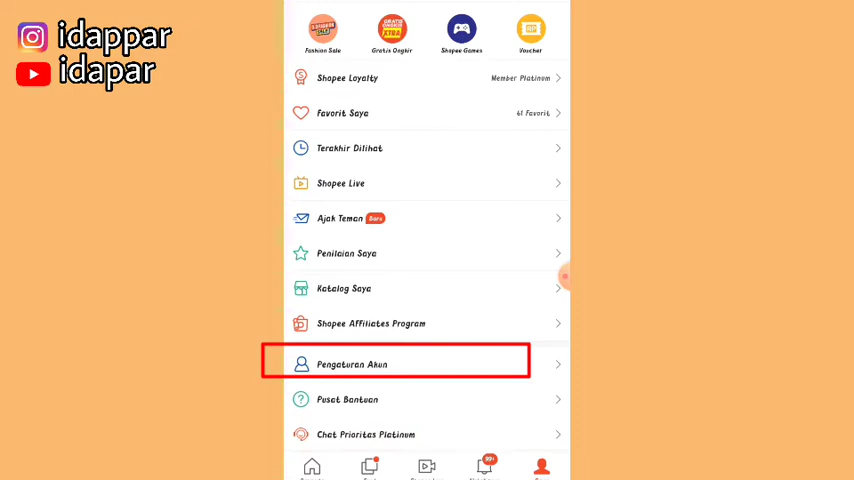 idappar
idapar
Fashion Sale
Gratis Ongkir
Shopee Games
Voucher
Shopee Loyalty
Member Platinum
Favorit Saya
61 Favorit
Terakhir Dilihat
Shopee Live
Ajak Teman Baru
Penilaian Saya
Katalog Saya
Shopee Affiliates Program
Pengaturan Akun
Pusat Bantuan
Chat Prioritas Platinum
99+